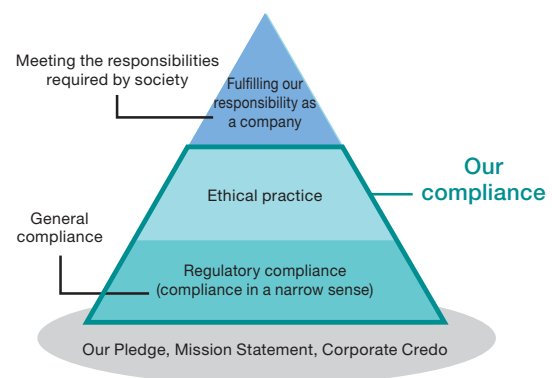 Meeting the responsibilities
required by society
Fulfilling our
responsibility as
a company
Our
compliance
Ethical practice
General
compliance
Regulatory compliance
(compliance in a narrow sense)
Our Pledge, Mission Statement, Corporate Credo